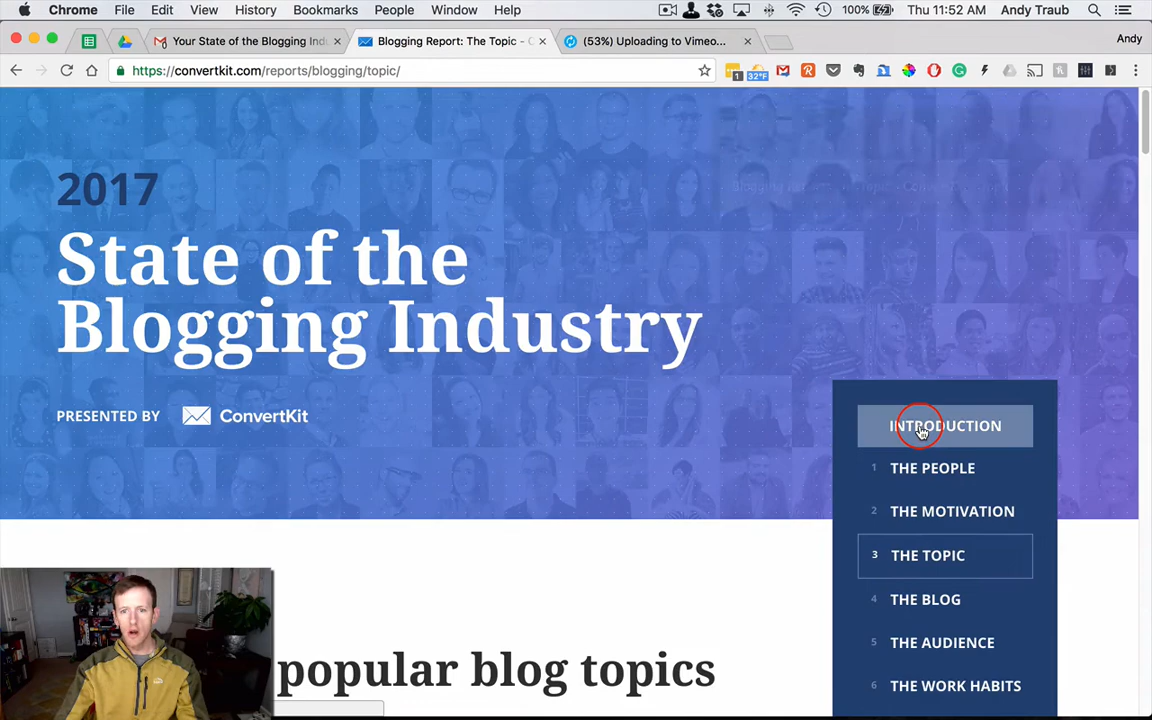 Chrome File Edit View History Bookmarks People Window Help 100% Thu 11:52 AM Andy Traub
Your State of the Blogging Ind Blogging Report: The Topic - C (53%) Uploading to Vimeo... Andy
https://convertkit.com/reports/blogging/topic/ 1 32°F
2017
State of the
Blogging Industry
PRESENTED BY ConvertKit
INTRODUCTION
1 THE PEOPLE
2 THE MOTIVATION
3 THE TOPIC
4 THE BLOG
5 THE AUDIENCE
popular blog topics
6 THE WORK HABITS